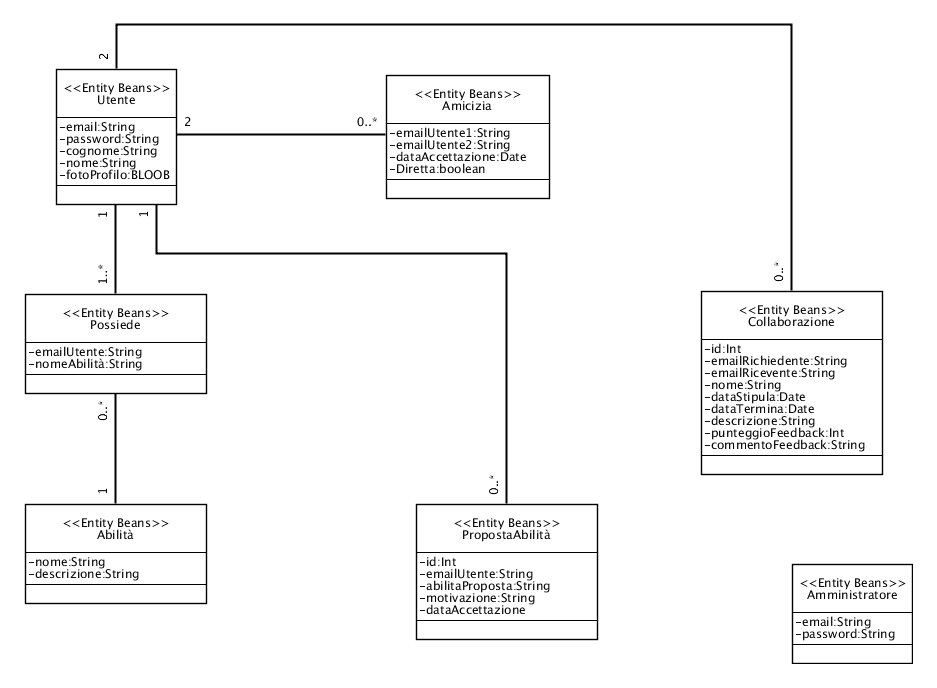 2
<<Entity Beans>>
Utente
-email:String
-password:String
-cognome:String
-nome:String
-fotoProfilo:BLOOB
2
0..*
<<Entity Beans>>
Amicizia
-emailUtente1:String
-emailUtente2:String
-dataAccettazione:Date
-Diretta:boolean
1
1
1..*
0..*
<<Entity Beans>>
Possiede
-emailUtente:String
-nomeAbilità:String
<<Entity Beans>>
Collaborazione
-id:Int
-emailRichiedente:String
-emailRicevente:String
-nome:String
-dataStipula:Date
-dataTermina:Date
-descrizione:String
-punteggioFeedback:Int
-commentoFeedback:String
0..*
1
0..*
<<Entity Beans>>
Abilità
-nome:String
-descrizione:String
<<Entity Beans>>
PropostaAbilità
-id:Int
-emailUtente:String
-abilitaProposta:String
-motivazione:String
-dataAccettazione
<<Entity Beans>>
Amministratore
-email:String
-password:String